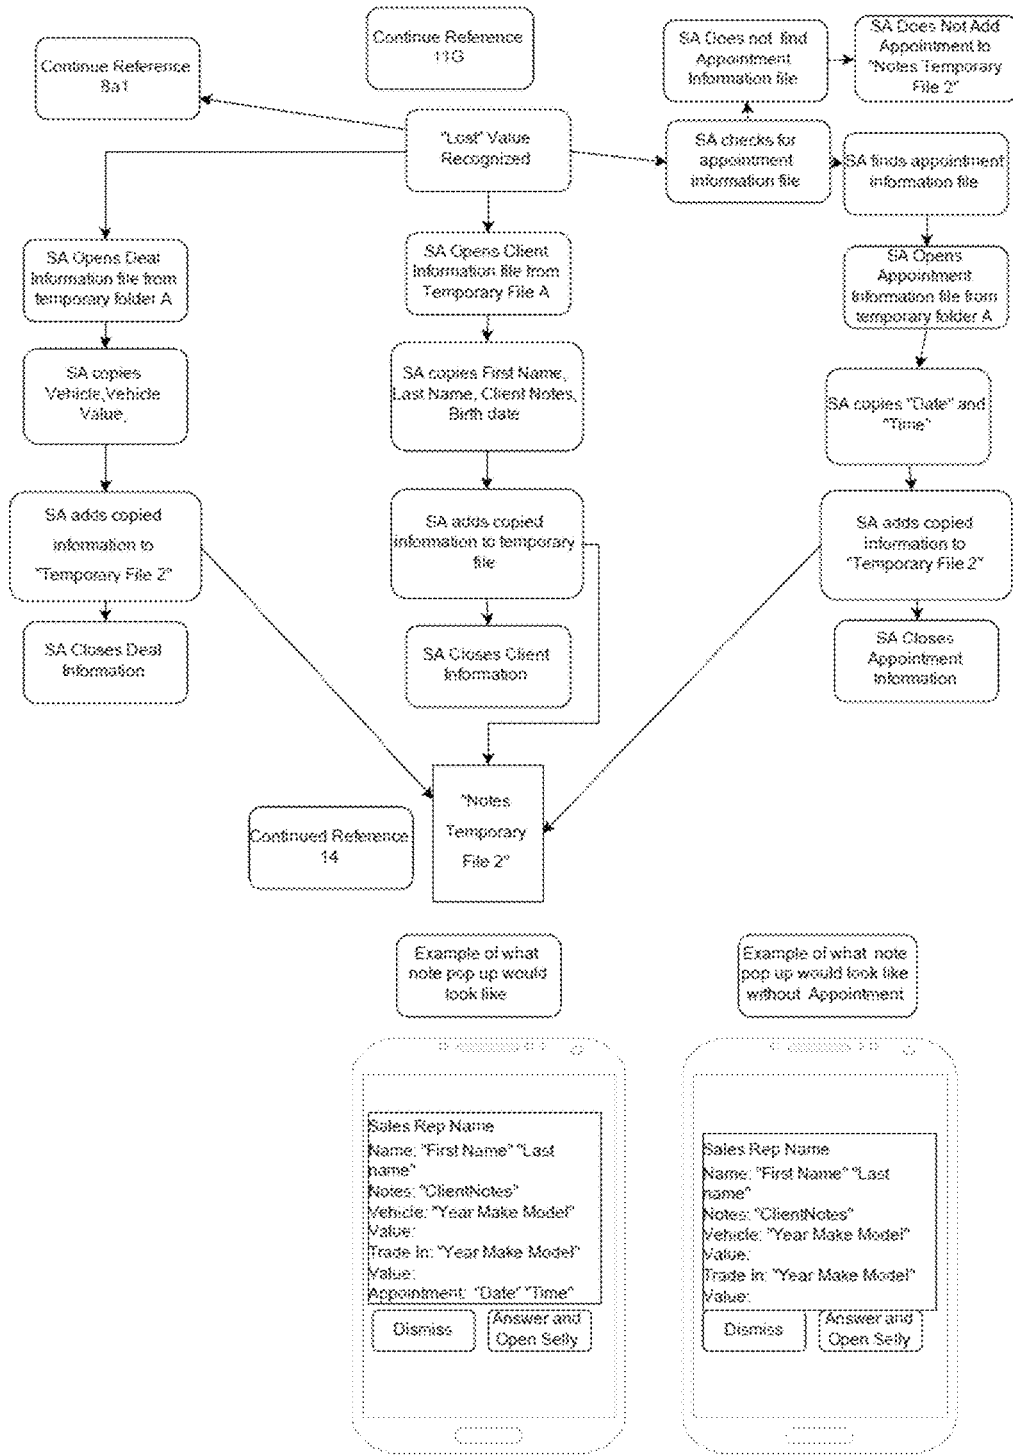 Continue Reference
8a1
Continue Reference
11G
SA Does not find
Appointment
Information file
SA Does Not Add
Appointment to
"Notes Temporary
File 2"
"Lost" Value
Recognized
SA checks for
appointment
information file
SA finds appointment
information file
SA Opens Deal
Information file from
temporary folder A
SA Opens Client
Information file from
Temporary File A
SA Opens
Appointment
Information file from
temporary folder A
SA copies
Vehicle,Vehicle
Value,
SA copies First Name,
Last Name, Client Notes,
Birth date
SA copies "Date" and
"Time"
SA adds copied
information to
"Temporary File 2"
SA adds copied
information to temporary
file
SA adds copied
information to
"Temporary File 2"
SA Closes Deal
Information
SA Closes Client
Information
SA Closes
Appointment
Information
"Notes
Temporary
File 2"
Continued Reference
14
Example of what
note pop up would
look like
Example of what note
pop up would look like
without Appointment
Sales Rep Name
Name: "First Name" "Last
name"
Notes: "ClientNotes"
Vehicle: "Year Make Model"
Value:
Trade In: "Year Make Model"
Value:
Appointment: "Date" "Time"
Dismiss
Answer and
Open Selly
Sales Rep Name
Name: "First Name" "Last
name"
Notes: "ClientNotes"
Vehicle: "Year Make Model"
Value:
Trade In: "Year Make Model"
Value:
Dismiss
Answer and
Open Selly